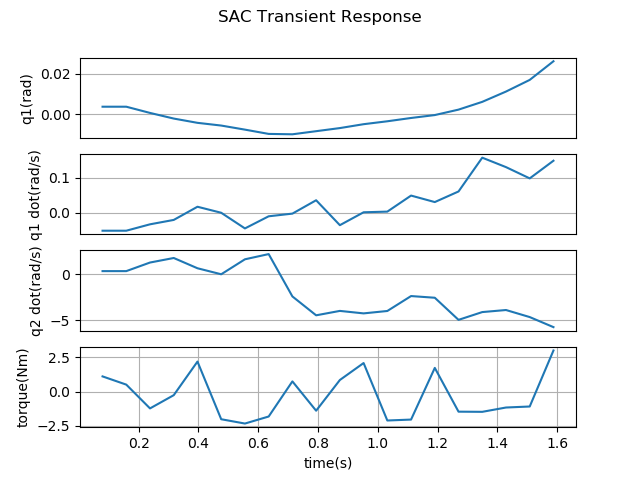 SAC Transient Response
q1(rad)
0.02
0.00
q1 dot(rad/s)
0.1
0.0
q2 dot(rad/s)
0
−5
torque(Nm)
2.5
0.0
−2.5
0.2 0.4 0.6 0.8 1.0 1.2 1.4 1.6
time(s)